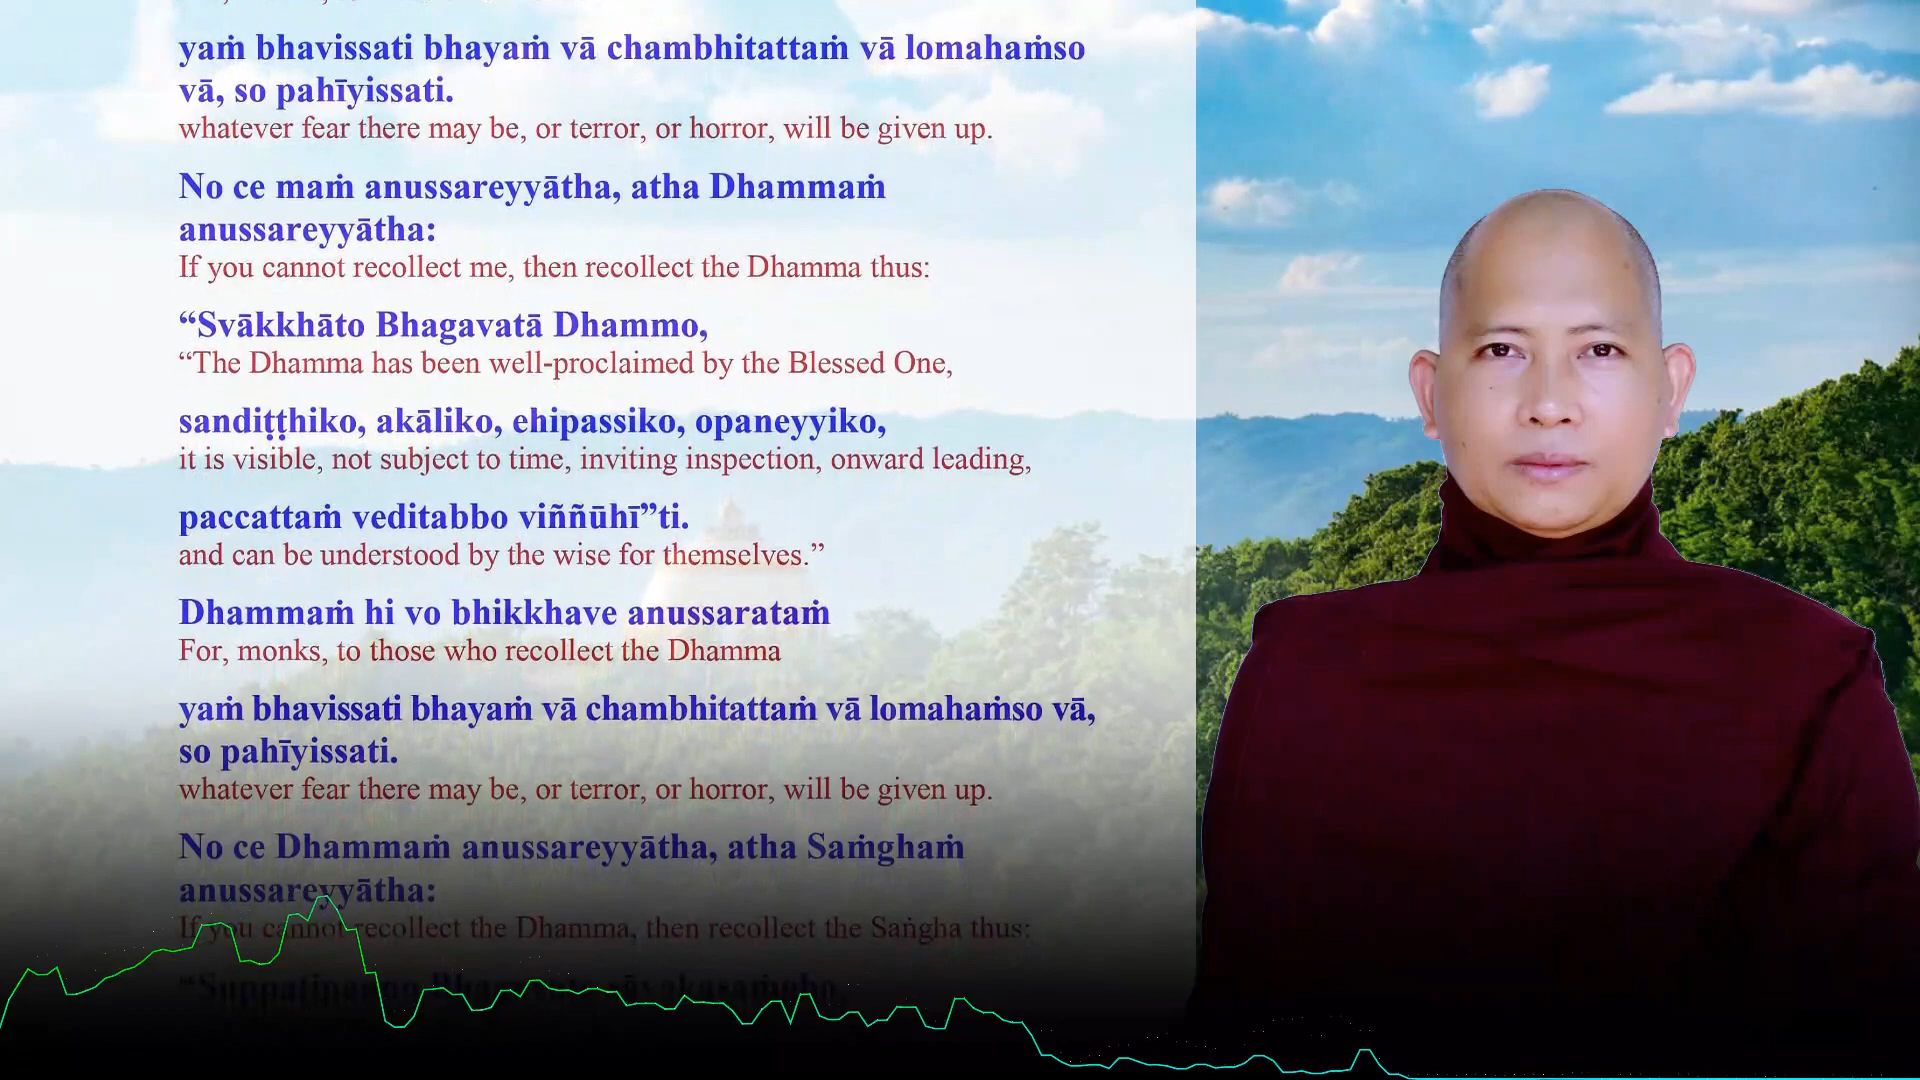 yaṁ bhavissati bhayaṁ vā chambhitattaṁ vā lomahaṁso
vā, so pahīyissati.
whatever fear there may be, or terror, or horror, will be given up.
No ce maṁ anussareyyātha, atha Dhammaṁ
anussareyyātha:
If you cannot recollect me, then recollect the Dhamma thus:
“Svākkhāto Bhagavatā Dhammo,
“The Dhamma has been well-proclaimed by the Blessed One,
sandiṭṭhiko, akāliko, ehipassiko, opaneyyiko,
it is visible, not subject to time, inviting inspection, onward leading,
paccattaṁ veditabbo viññūhī”ti.
and can be understood by the wise for themselves.”
Dhammaṁ hi vo bhikkhave anussarataṁ
For, monks, to those who recollect the Dhamma
yaṁ bhavissati bhayaṁ vā chambhitattaṁ vā lomahaṁso vā,
so pahīyissati.
whatever fear there may be, or terror, or horror, will be given up.
No ce Dhammaṁ anussareyyātha, atha Saṁghaṁ
anussareyyātha:
If you cannot recollect the Dhamma, then recollect the Saṅgha thus: